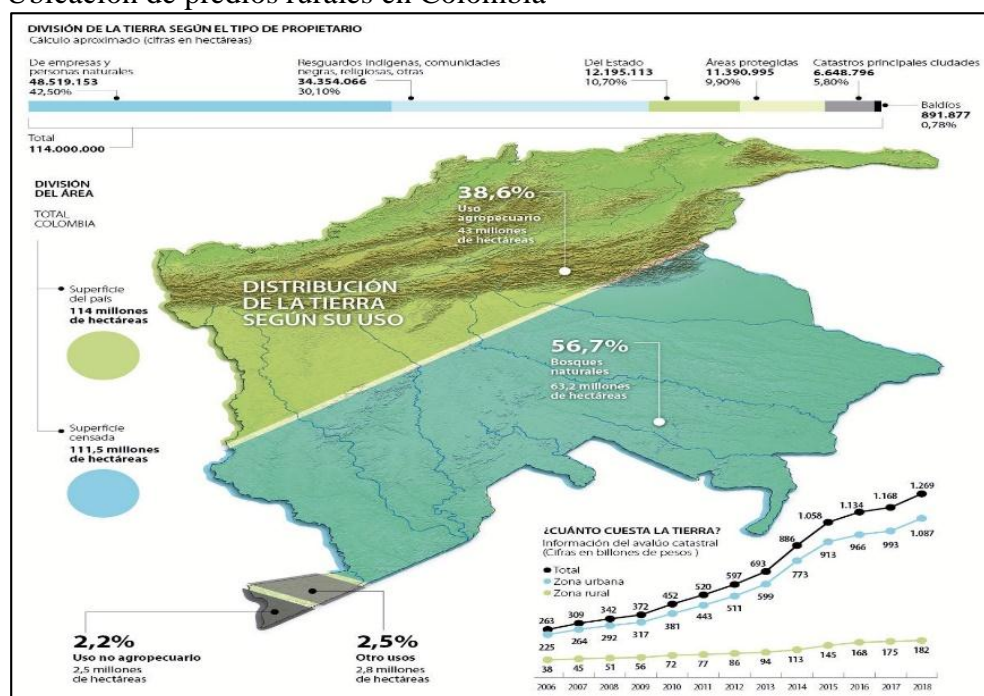 Ubicación de predios rurales en Colombia
DIVISIÓN DE LA TIERRA SEGÚN EL TIPO DE PROPIETARIO
Cálculo aproximado (cifras en hectáreas)
De empresas y
personas naturales
48.519.153
42,50%
Resguardos indígenas, comunidades
negras, religiosas, otras
34.354.066
30,10%
Del Estado
12.195.113
10,70%
Áreas protegidas
11.390.995
9,90%
Catastros principales ciudades
6.648.796
5,80%
Baldíos
891.877
0,78%
Total
114.000.000
DIVISIÓN
DEL ÁREA
TOTAL
COLOMBIA
Superficie
del país
114 millones
de hectáreas
Superficie
censada
111,5 millones
de hectáreas
DISTRIBUCIÓN
DE LA TIERRA
SEGÚN SU USO
38,6%
Uso
agropecuario
43 millones
de hectáreas
56,7%
Bosques
naturales
63,2 millones
de hectáreas
2,2%
Uso no agropecuario
2,5 millones
de hectáreas
2,5%
Otro usos
2,8 millones
de hectáreas
¿CUÁNTO CUESTA LA TIERRA?
Información del avalúo catastral
(Cifras en billones de pesos )
Total
Zona urbana
Zona rural
263 309 342 372 452 520 597 693 886 1.058 1.134 1.168 1.269
225 264 292 317 381 443 511 599 773 913 966 993 1.087
38 45 51 56 72 77 86 94 113 145 168 175 182
2006 2007 2008 2009 2010 2011 2012 2013 2014 2015 2016 2017 2018